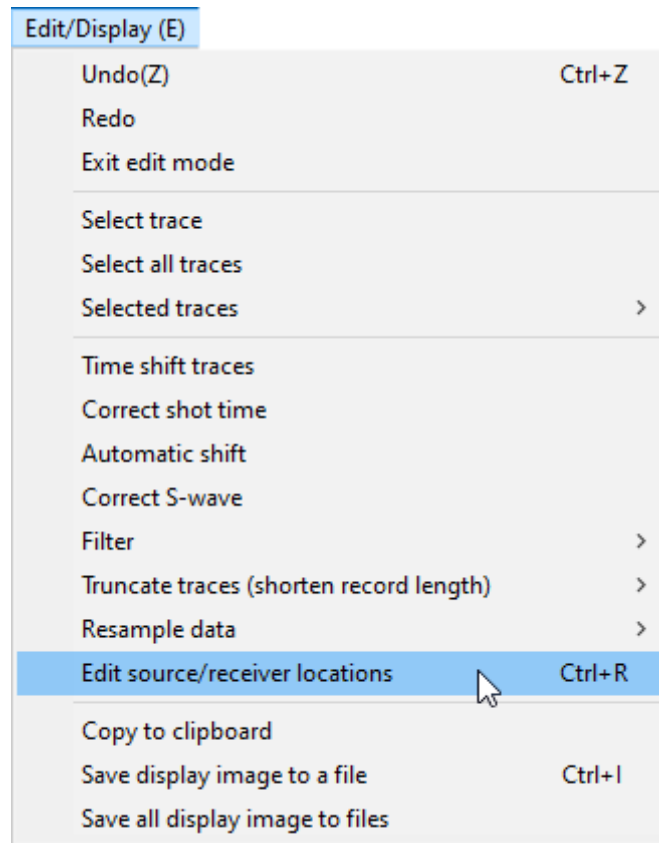 Edit/Display (E)
Undo(Z) Ctrl+Z
Redo
Exit edit mode
Select trace
Select all traces
Selected traces
Time shift traces
Correct shot time
Automatic shift
Correct S-wave
Filter
Truncate traces (shorten record length)
Resample data
Edit source/receiver locations Ctrl+R
Copy to clipboard
Save display image to a file Ctrl+I
Save all display image to files